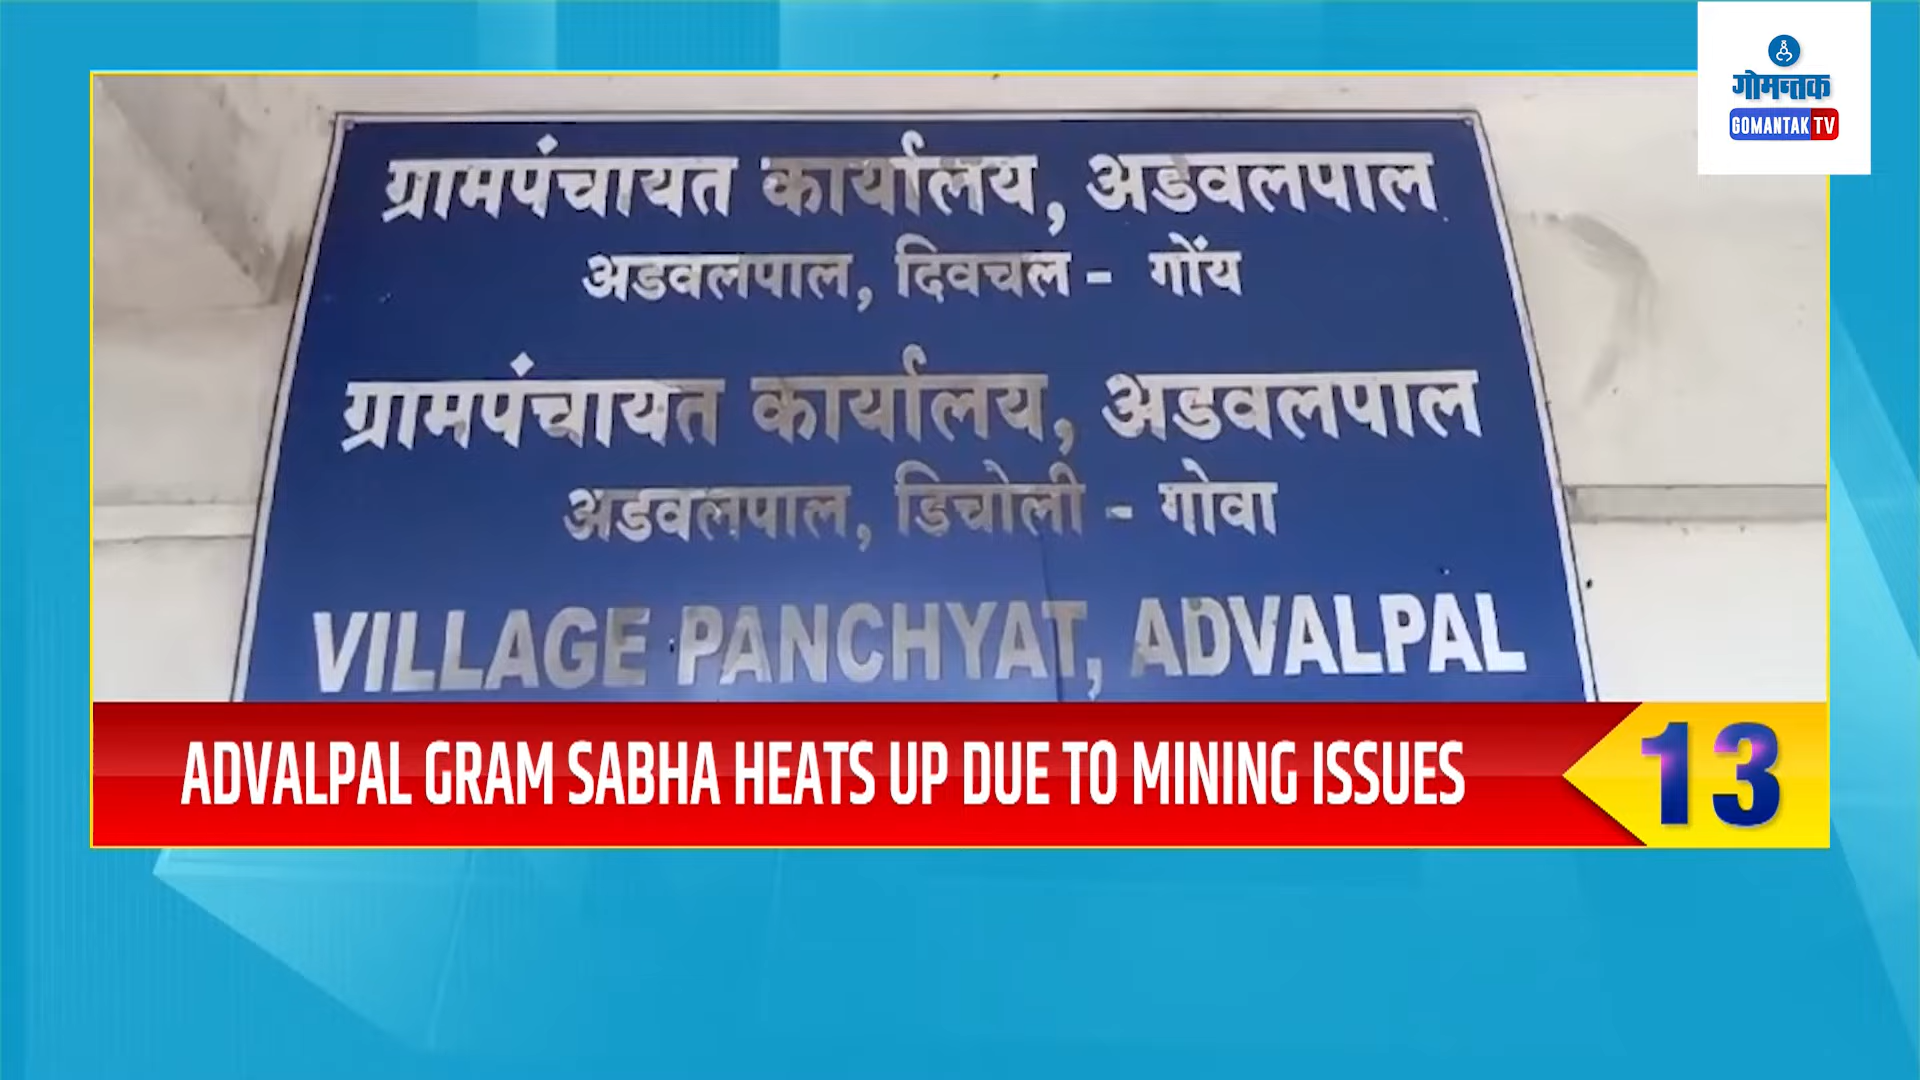 गोमन्तक
GOMANTAK TV
ग्रामपंचायत कार्यालय, अडवलपाल
अडवलपाल, दिवचल - गोंय
ग्रामपंचायत कार्यालय, अडवलपाल
अडवलपाल, डिचोली - गोवा
VILLAGE PANCHYAT, ADVALPAL
ADVALPAL GRAM SABHA HEATS UP DUE TO MINING ISSUES
13